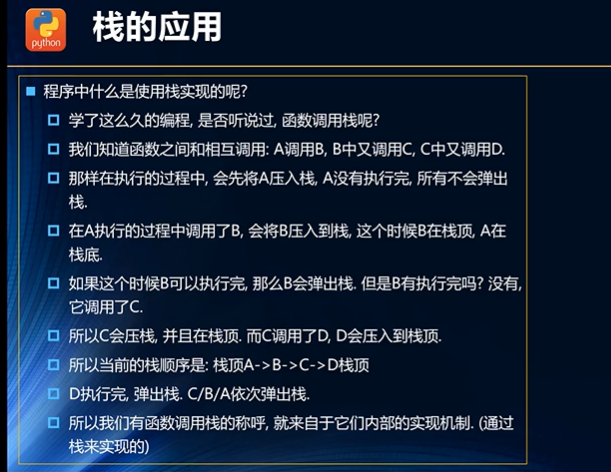 python
栈的应用
程序中什么是使用栈实现的呢?
学了这么久的编程, 是否听说过, 函数调用栈呢?
我们知道函数之间和相互调用: A调用B, B中又调用C, C中又调用D.
那样在执行的过程中, 会先将A压入栈, A没有执行完, 所有不会弹出
栈.
在A执行的过程中调用了B, 会将B压入到栈, 这个时候B在栈顶, A在
栈底.
如果这个时候B可以执行完, 那么B会弹出栈. 但是B有执行完吗? 没有,
它调用了C.
所以C会压栈, 并且在栈顶. 而C调用了D, D会压入到栈顶.
所以当前的栈顺序是: 栈顶A->B->C->D栈顶
D执行完, 弹出栈. C/B/A依次弹出栈.
所以我们有函数调用栈的称呼, 就来自于它们内部的实现机制. (通过
栈来实现的)